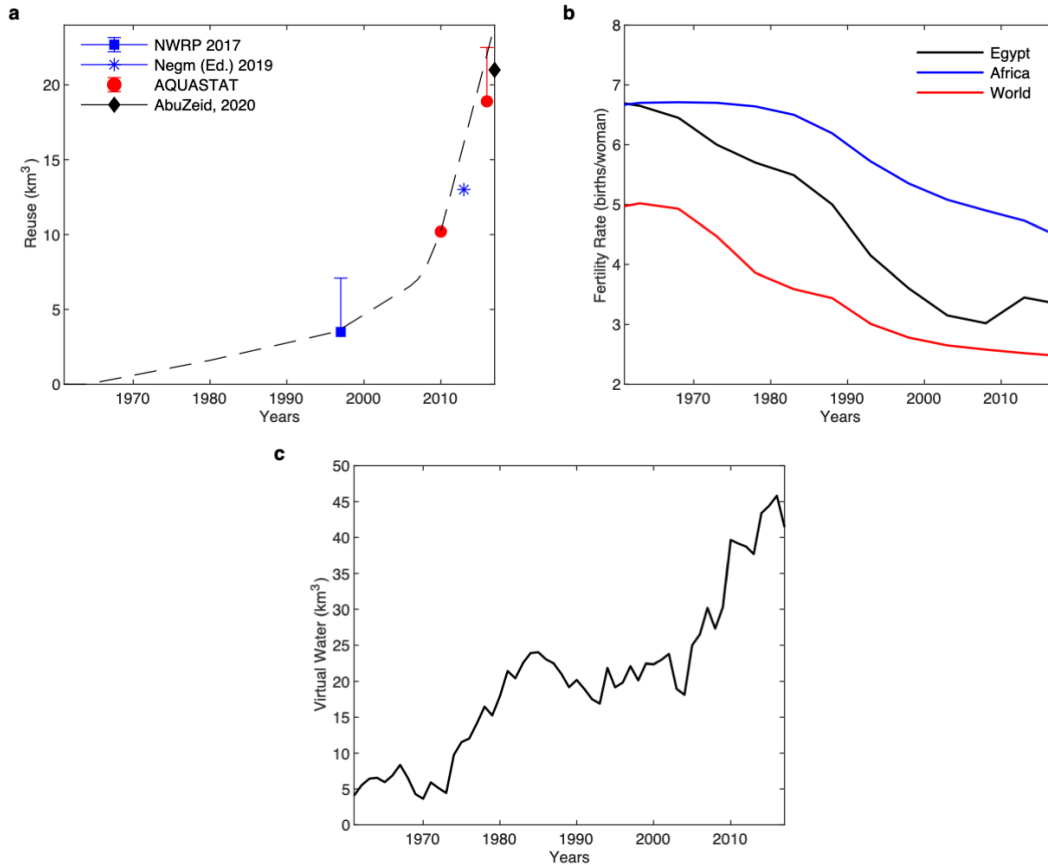 a
NWRP 2017
Negm (Ed.) 2019
AQUASTAT
AbuZeid, 2020
20
15
10
5
0
Reuse (km³)
1970 1980 1990 2000 2010
Years
b
Egypt
Africa
World
8
7
6
5
4
3
2
Fertility Rate (births/woman)
1970 1980 1990 2000 2010
Years
c
50
45
40
35
30
25
20
15
10
5
0
Virtual Water (km³)
1970 1980 1990 2000 2010
Years